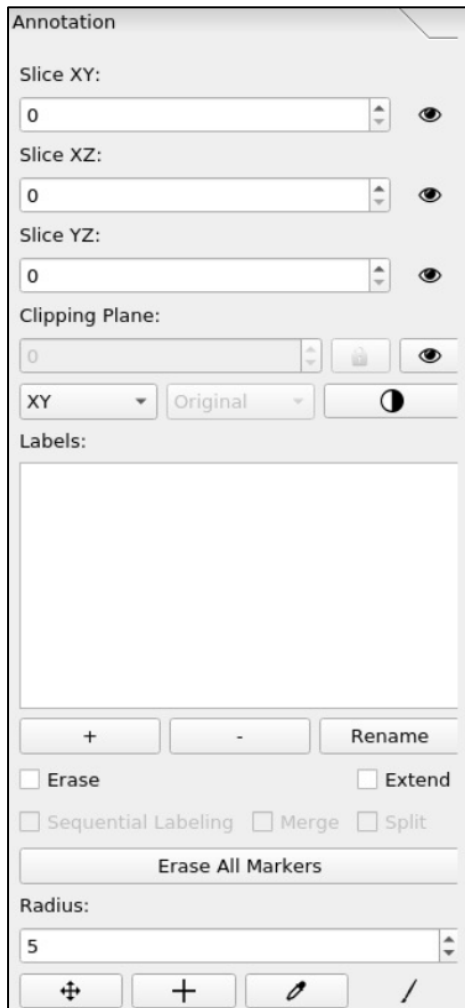 Annotation
Slice XY:
0
Slice XZ:
0
Slice YZ:
0
Clipping Plane:
0
XY Original
Labels:
+ - Rename
Erase Extend
Sequential Labeling Merge Split
Erase All Markers
Radius:
5